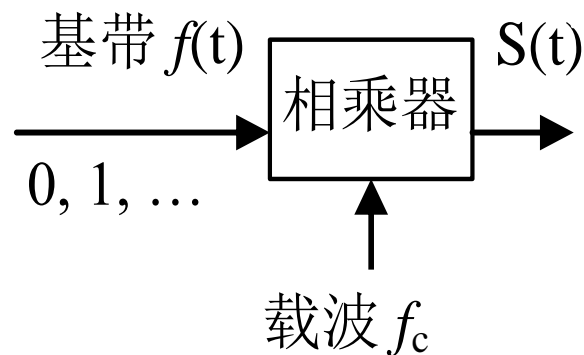 基带 f(t)
S(t)
相乘器
0, 1, …
载波 fc